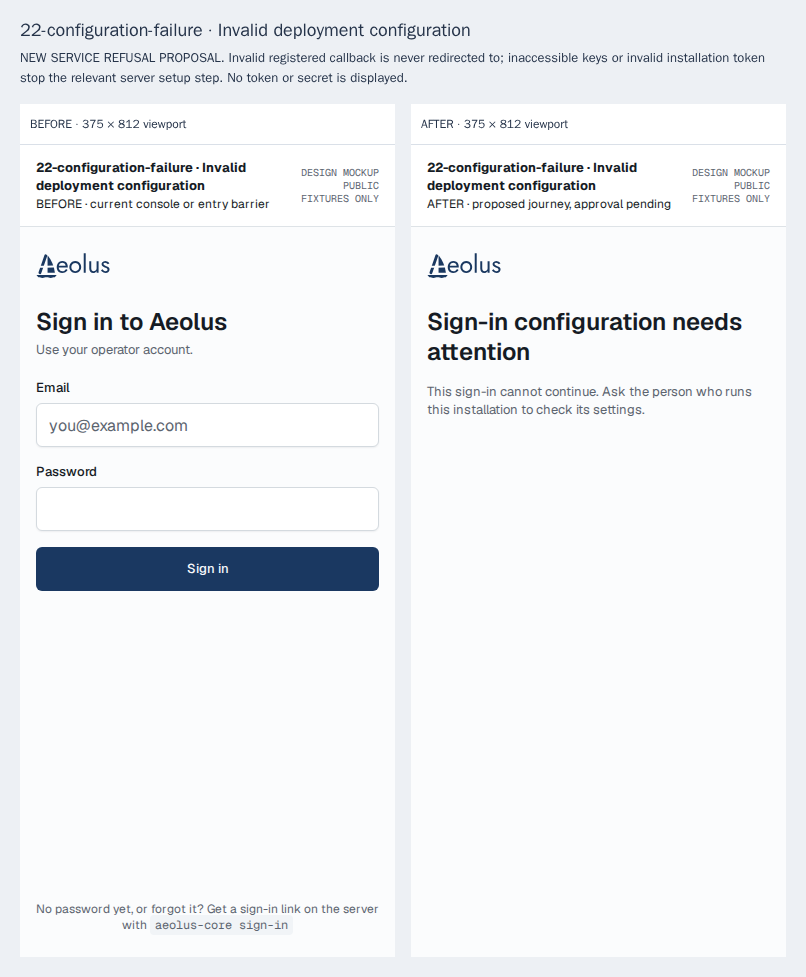 22-configuration-failure · Invalid deployment configuration
NEW SERVICE REFUSAL PROPOSAL. Invalid registered callback is never redirected to; inaccessible keys or invalid installation token
stop the relevant server setup step. No token or secret is displayed.
BEFORE · 375 × 812 viewport
22-configuration-failure · Invalid
deployment configuration
BEFORE · current console or entry barrier
DESIGN MOCKUP
PUBLIC
FIXTURES ONLY
Aeolus
Sign in to Aeolus
Use your operator account.
Email
you@example.com
Password
Sign in
No password yet, or forgot it? Get a sign-in link on the server
with aeolus-core sign-in
AFTER · 375 × 812 viewport
22-configuration-failure · Invalid
deployment configuration
AFTER · proposed journey, approval pending
DESIGN MOCKUP
PUBLIC
FIXTURES ONLY
Aeolus
Sign-in configuration needs
attention
This sign-in cannot continue. Ask the person who runs
this installation to check its settings.